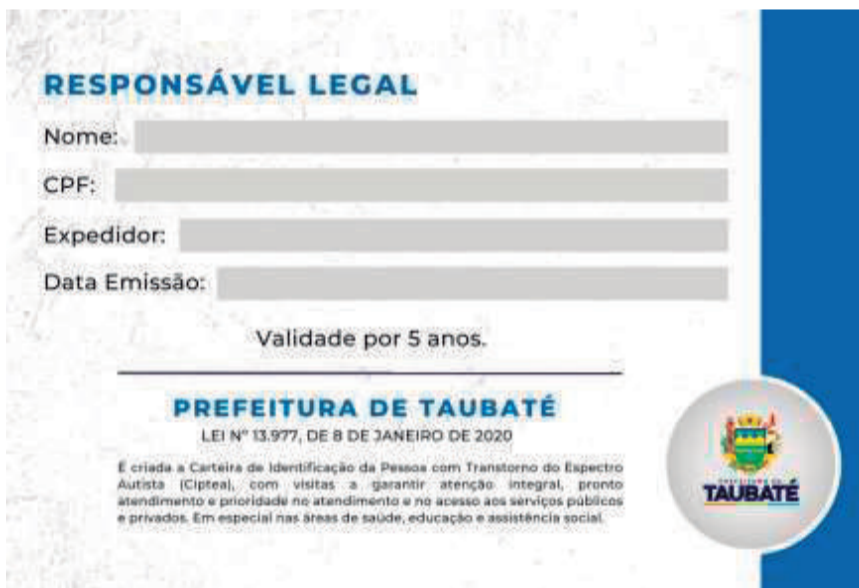 RESPONSÁVEL LEGAL
Nome:
CPF:
Expedidor:
Data Emissão:
Validade por 5 anos.
PREFEITURA DE TAUBATÉ
LEI Nº 13.977, DE 8 DE JANEIRO DE 2020
É criada a Carteira de Identificação da Pessoa com Transtorno do Espectro
Autista (Ciptea), com visitas a garantir atenção integral, pronto
atendimento e prioridade no atendimento e no acesso aos serviços públicos
e privados. Em especial nas áreas de saúde, educação e assistência social.
PREFEITURA DE
TAUBATÉ